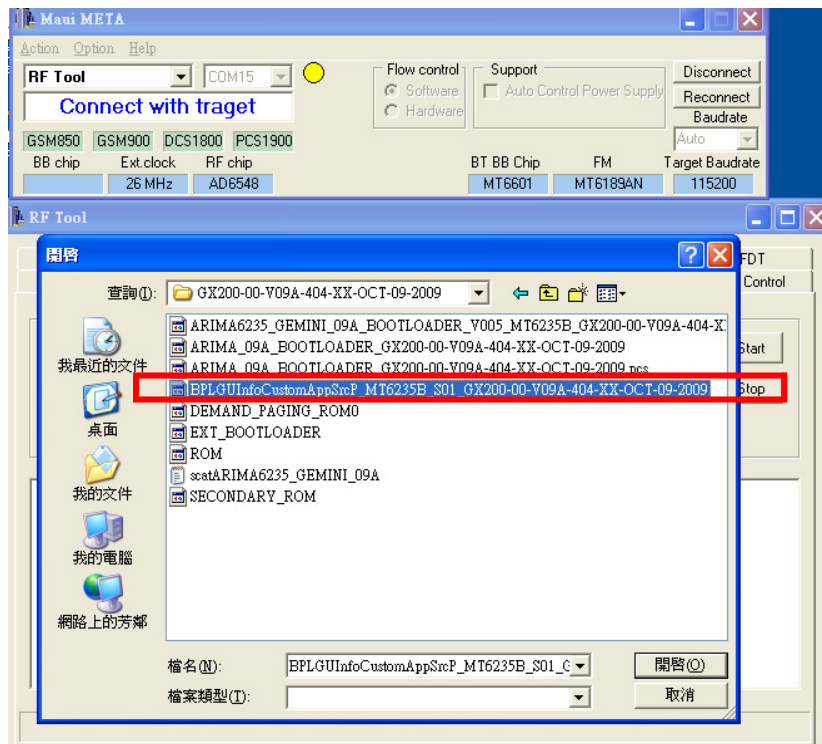 Maui META
Action Option Help
RF Tool COM15
Connect with traget
Flow control
Software
Hardware
Support
Auto Control Power Supply
Disconnect
Reconnect
Baudrate
Auto
GSM850 GSM900 DCS1800 PCS1900
BB chip Ext.clock RF chip BT BB Chip FM Target Baudrate
26 MHz AD6548 MT6601 MT6189AN 115200
RF Tool
FDT
Control
Start
Stop
開啓
查詢(I): GX200-00-V09A-404-XX-OCT-09-2009
我最近的文件
桌面
我的文件
我的電腦
網路上的芳鄰
ARIMA6235_GEMINI_09A_BOOTLOADER_V005_MT6235B_GX200-00-V09A-404-X
ARIMA_09A_BOOTLOADER_GX200-00-V09A-404-XX-OCT-09-2009
ARIMA_09A_BOOTLOADER_GX200-00-V09A-404-XX-OCT-09-2009.pcs
BPLGUInfoCustomAppSrcP_MT6235B_S01_GX200-00-V09A-404-XX-OCT-09-2009
DEMAND_PAGING_ROM0
EXT_BOOTLOADER
ROM
scatARIMA6235_GEMINI_09A
SECONDARY_ROM
檔名(N): BPLGUInfoCustomAppSrcP_MT6235B_S01_G 開啓(O)
檔案類型(T): 取消